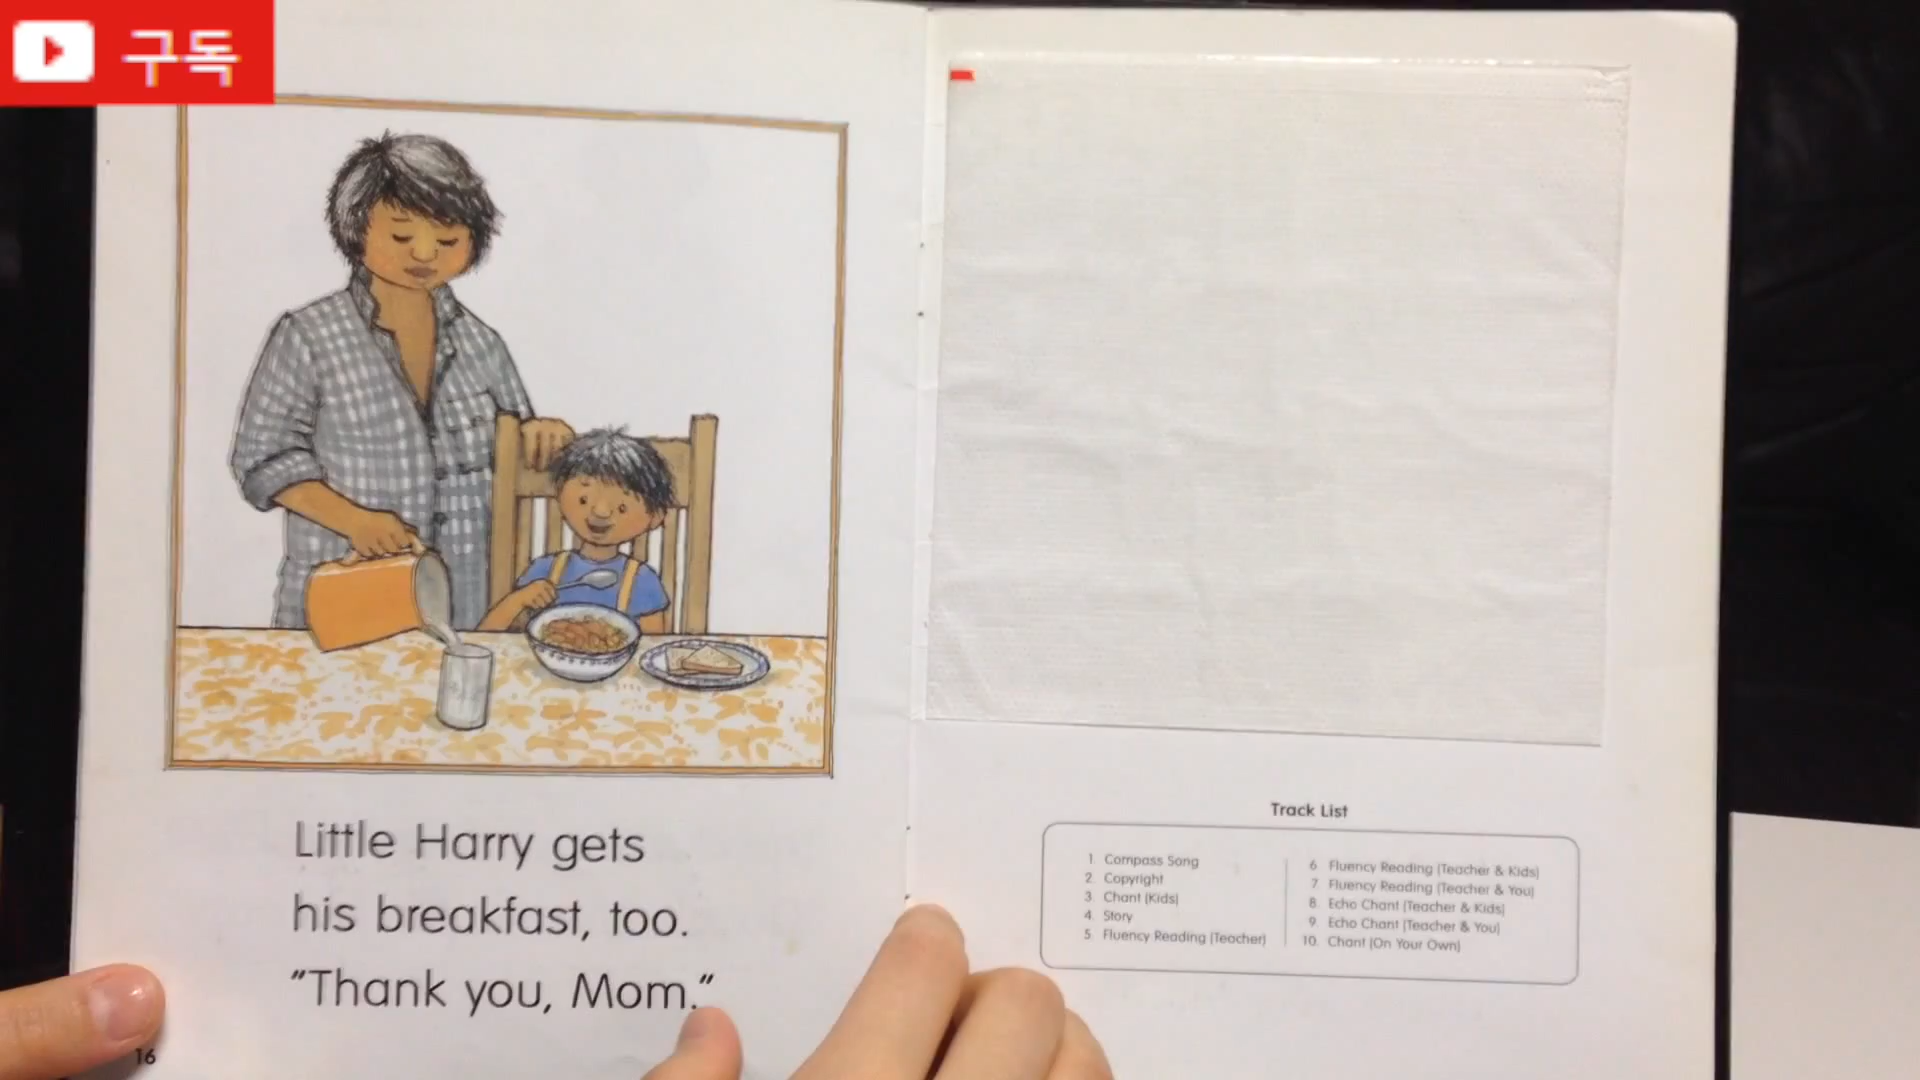 구독
Little Harry gets
his breakfast, too.
"Thank you, Mom."
16
Track List
1. Compass Song
2. Copyright
3. Chant (Kids)
4. Story
5. Fluency Reading (Teacher)
6. Fluency Reading (Teacher & Kids)
7. Fluency Reading (Teacher & You)
8. Echo Chant (Teacher & Kids)
9. Echo Chant (Teacher & You)
10. Chant (On Your Own)